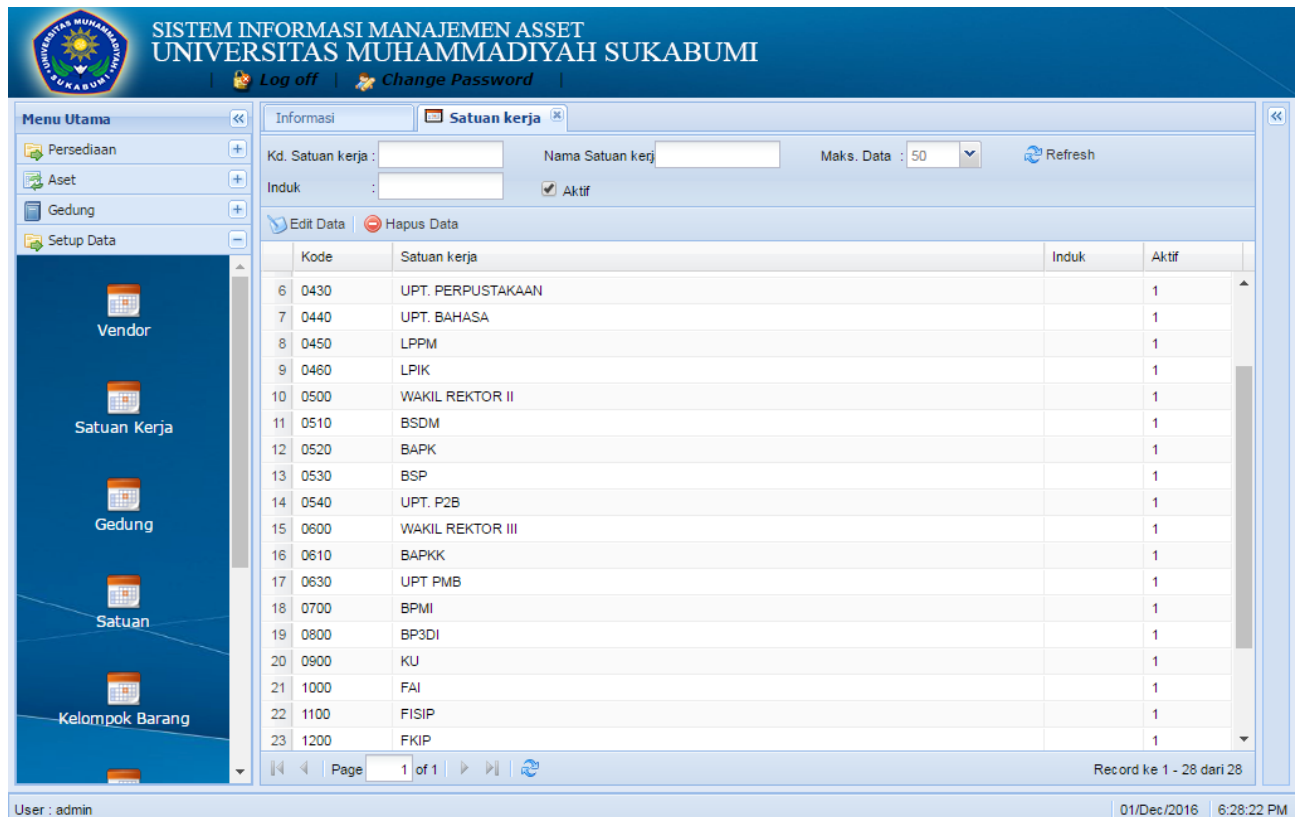 UNIVERSITAS MUHAMMADIYAH SUKABUMI
SISTEM INFORMASI MANAJEMEN ASSET
UNIVERSITAS MUHAMMADIYAH SUKABUMI
| Log off | Change Password |
Menu Utama
Persediaan
Aset
Gedung
Setup Data
Vendor
Satuan Kerja
Gedung
Satuan
Kelompok Barang
Informasi Satuan kerja
Kd. Satuan kerja : Nama Satuan kerj Maks. Data : 50 Refresh
Induk : Aktif
Edit Data Hapus Data
Kode Satuan kerja Induk Aktif
6 0430 UPT. PERPUSTAKAAN 1
7 0440 UPT. BAHASA 1
8 0450 LPPM 1
9 0460 LPIK 1
10 0500 WAKIL REKTOR II 1
11 0510 BSDM 1
12 0520 BAPK 1
13 0530 BSP 1
14 0540 UPT. P2B 1
15 0600 WAKIL REKTOR III 1
16 0610 BAPKK 1
17 0630 UPT PMB 1
18 0700 BPMI 1
19 0800 BP3DI 1
20 0900 KU 1
21 1000 FAI 1
22 1100 FISIP 1
23 1200 FKIP 1
Page 1 of 1 Record ke 1 - 28 dari 28
User : admin 01/Dec/2016 6:28:22 PM